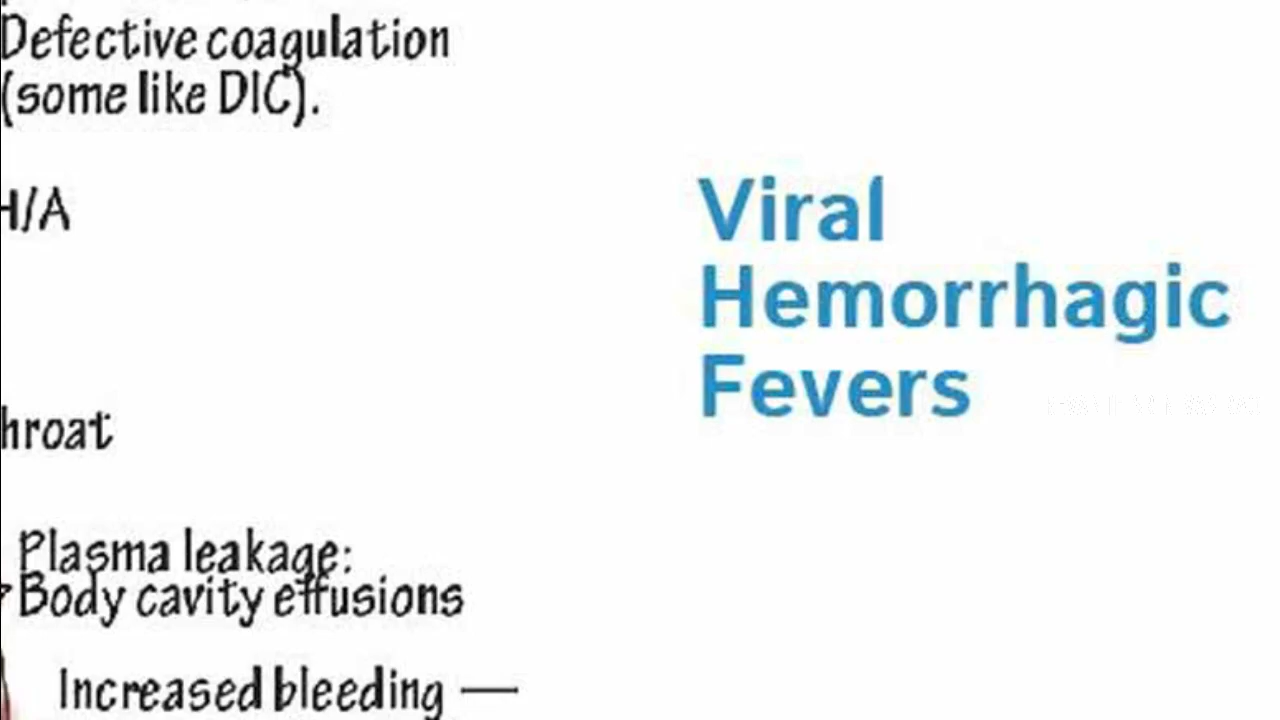 Defective coagulation
(some like DIC).
H/A
Viral
Hemorrhagic
Fevers
hroat
Plasma leakage:
Body cavity effusions
Increased bleeding —